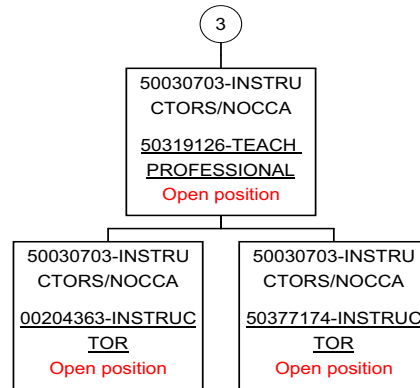 3
50030703-INSTRU
CTORS/NOCCA
50319126-TEACH
PROFESSIONAL
Open position
50030703-INSTRU
CTORS/NOCCA
00204363-INSTRUC
TOR
Open position
50030703-INSTRU
CTORS/NOCCA
50377174-INSTRUC
TOR
Open position